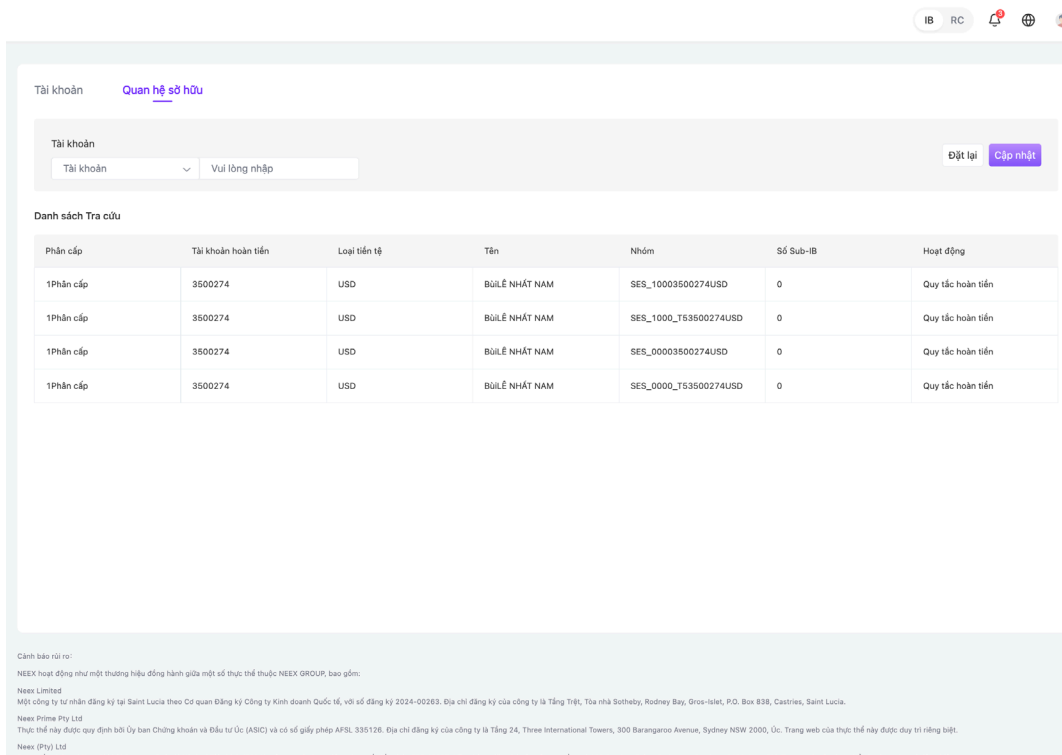 IB RC 3
Tài khoản Quan hệ sở hữu
Tài khoản
Tài khoản Vui lòng nhập Đặt lại Cập nhật
Danh sách Tra cứu
Phân cấp Tài khoản hoàn tiền Loại tiền tệ Tên Nhóm Số Sub-IB Hoạt động
1Phân cấp 3500274 USD BùiLÊ NHẤT NAM SES_10003500274USD 0 Quy tắc hoàn tiền
1Phân cấp 3500274 USD BùiLÊ NHẤT NAM SES_1000_T53500274USD 0 Quy tắc hoàn tiền
1Phân cấp 3500274 USD BùiLÊ NHẤT NAM SES_00003500274USD 0 Quy tắc hoàn tiền
1Phân cấp 3500274 USD BùiLÊ NHẤT NAM SES_0000_T53500274USD 0 Quy tắc hoàn tiền
Cảnh báo rủi ro:
NEEX hoạt động như một thương hiệu đồng hành giữa một số thực thể thuộc NEEX GROUP, bao gồm:
Neex Limited
Một công ty tư nhân đăng ký tại Saint Lucia theo Cơ quan Đăng ký Công ty Kinh doanh Quốc tế, với số đăng ký 2024-00263. Địa chỉ đăng ký của công ty là Tầng Trệt, Tòa nhà Sotheby, Rodney Bay, Gros-Islet, P.O. Box 838, Castries, Saint Lucia.
Neex Prime Pty Ltd
Thực thể này được quy định bởi Ủy ban Chứng khoán và Đầu tư Úc (ASIC) và có số giấy phép AFSL 335126. Địa chỉ đăng ký của công ty là Tầng 24, Three International Towers, 300 Barangaroo Avenue, Sydney NSW 2000, Úc. Trang web của thực thể này được duy trì riêng biệt.
Neex (Pty) Ltd